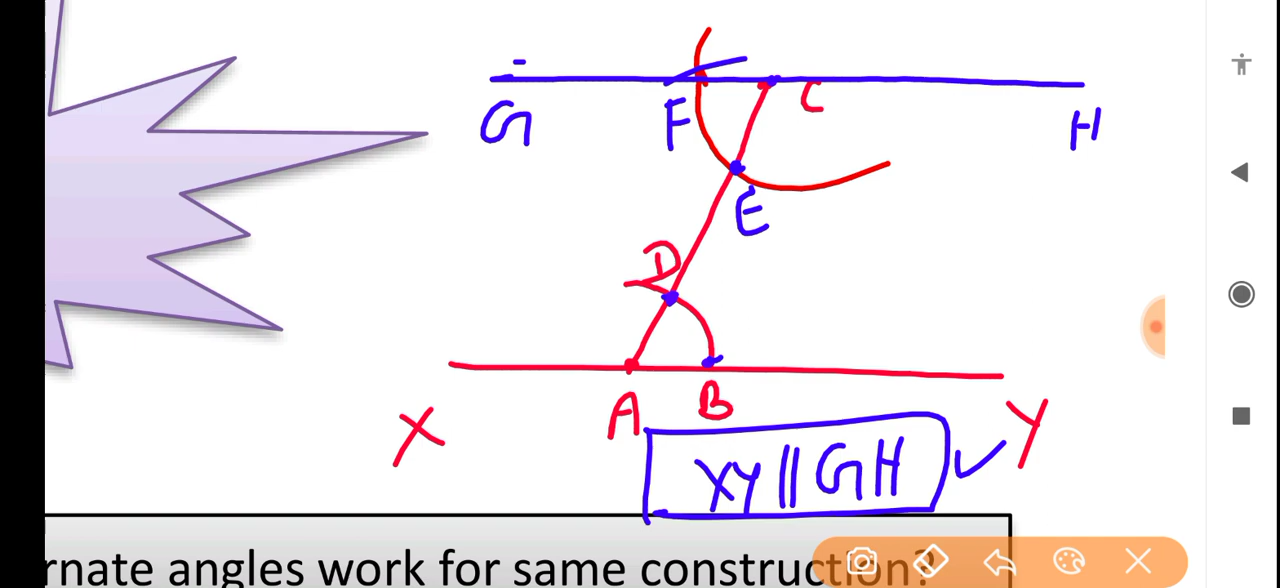 G F C H
E
D
A B
X Y
XY || GH
rnate angles work for same construction?